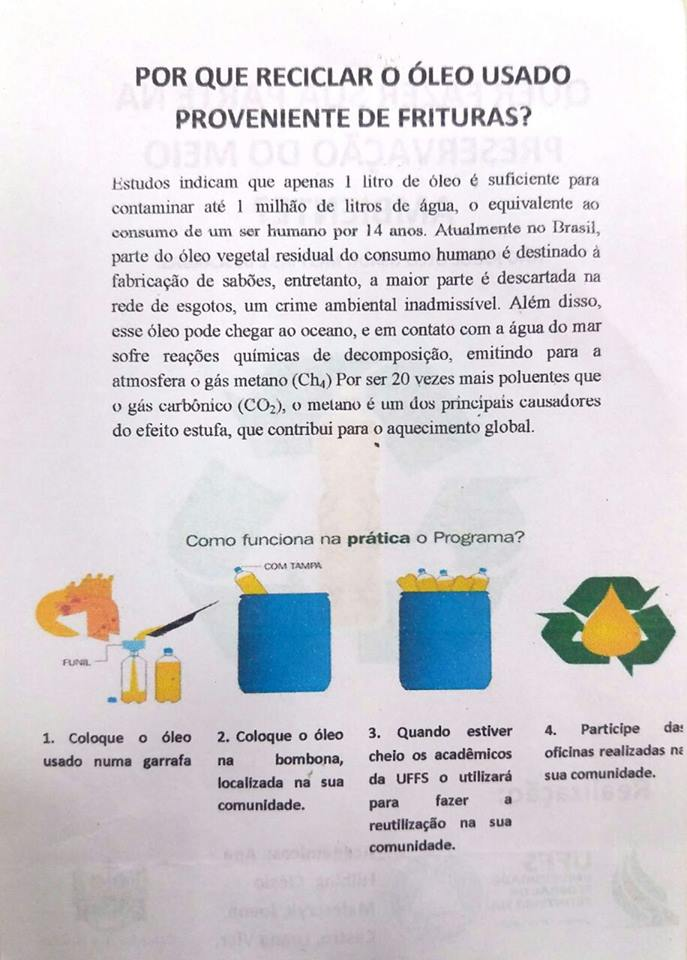 POR QUE RECICLAR O ÓLEO USADO
PROVENIENTE DE FRITURAS?
Estudos indicam que apenas 1 litro de óleo é suficiente para
contaminar até 1 milhão de litros de água, o equivalente ao
consumo de um ser humano por 14 anos. Atualmente no Brasil,
parte do óleo vegetal residual do consumo humano é destinado à
fabricação de sabões, entretanto, a maior parte é descartada na
rede de esgotos, um crime ambiental inadmissível. Além disso,
esse óleo pode chegar ao oceano, e em contato com a água do mar
sofre reações químicas de decomposição, emitindo para a
atmosfera o gás metano (Ch₄) Por ser 20 vezes mais poluentes que
o gás carbônico (CO₂), o metano é um dos principais causadores
do efeito estufa, que contribui para o aquecimento global.
Como funciona na prática o Programa?
COM TAMPA
FUNIL
1. Coloque o óleo
usado numa garrafa
2. Coloque o óleo
na bombona,
localizada na sua
comunidade.
3. Quando estiver
cheio os acadêmicos
da UFFS o utilizará
para fazer a
reutilização na sua
comunidade.
4. Participe das
oficinas realizadas na
sua comunidade.